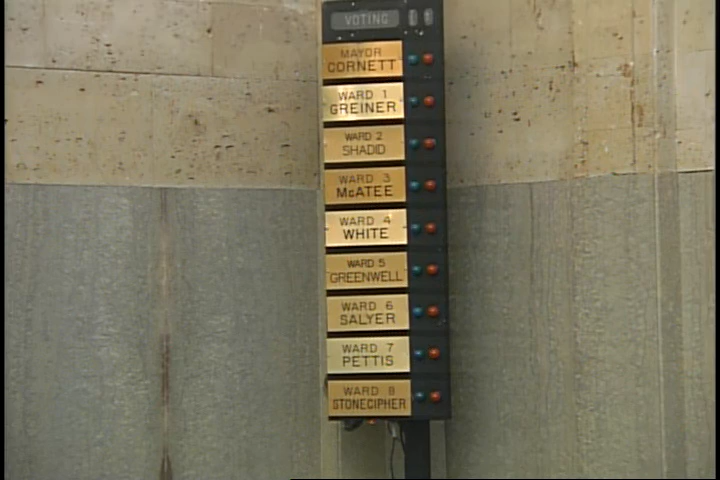 VOTING
MAYOR
CORNETT
WARD 1
GREINER
WARD 2
SHADID
WARD 3
McATEE
WARD 4
WHITE
WARD 5
GREENWELL
WARD 6
SALYER
WARD 7
PETTIS
WARD 8
STONECIPHER